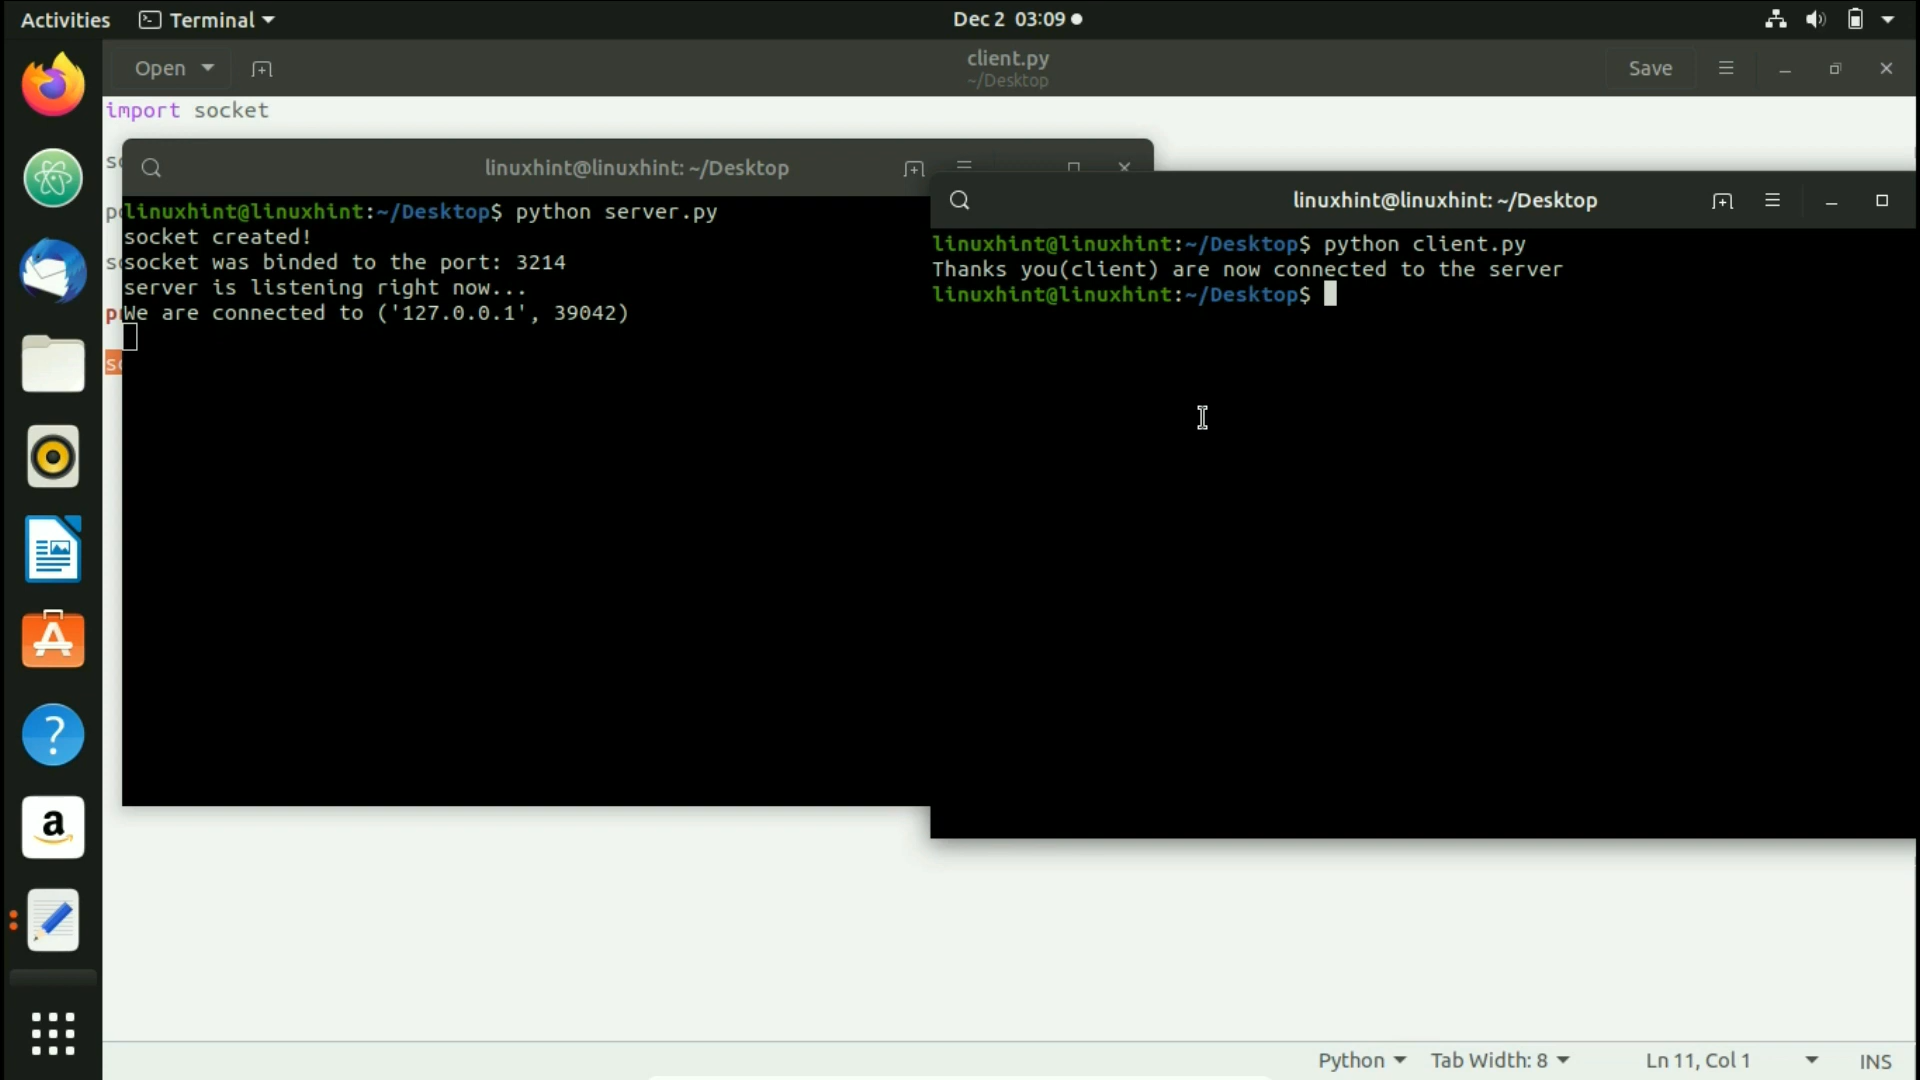 Activities Terminal Dec 2 03:09
Open client.py Save
~/Desktop
import socket
linuxhint@linuxhint: ~/Desktop
linuxhint@linuxhint:~/Desktop$ python server.py
socket created!
socket was binded to the port: 3214
server is listening right now...
We are connected to ('127.0.0.1', 39042)
linuxhint@linuxhint: ~/Desktop
linuxhint@linuxhint:~/Desktop$ python client.py
Thanks you(client) are now connected to the server
linuxhint@linuxhint:~/Desktop$
Python Tab Width: 8 Ln 11, Col 1 INS